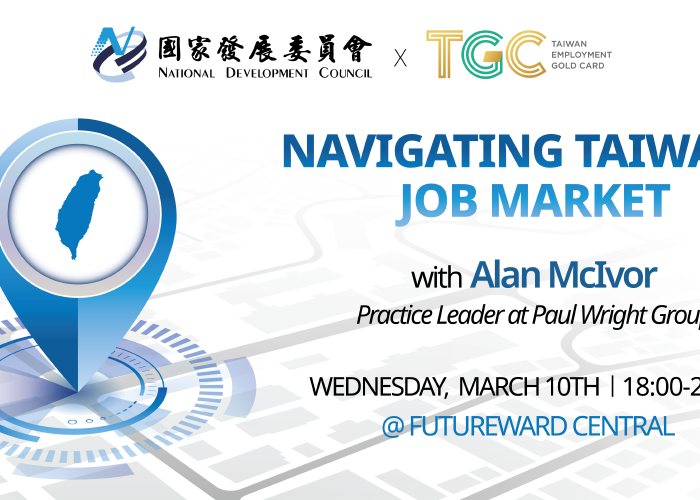 國家發展委員會
NATIONAL DEVELOPMENT COUNCIL
X
TGC
TAIWAN
EMPLOYMENT
GOLD CARD
NAVIGATING TAIWA
JOB MARKET
with Alan McIvor
Practice Leader at Paul Wright Group
WEDNESDAY, MARCH 10TH | 18:00-2
@ FUTUREWARD CENTRAL